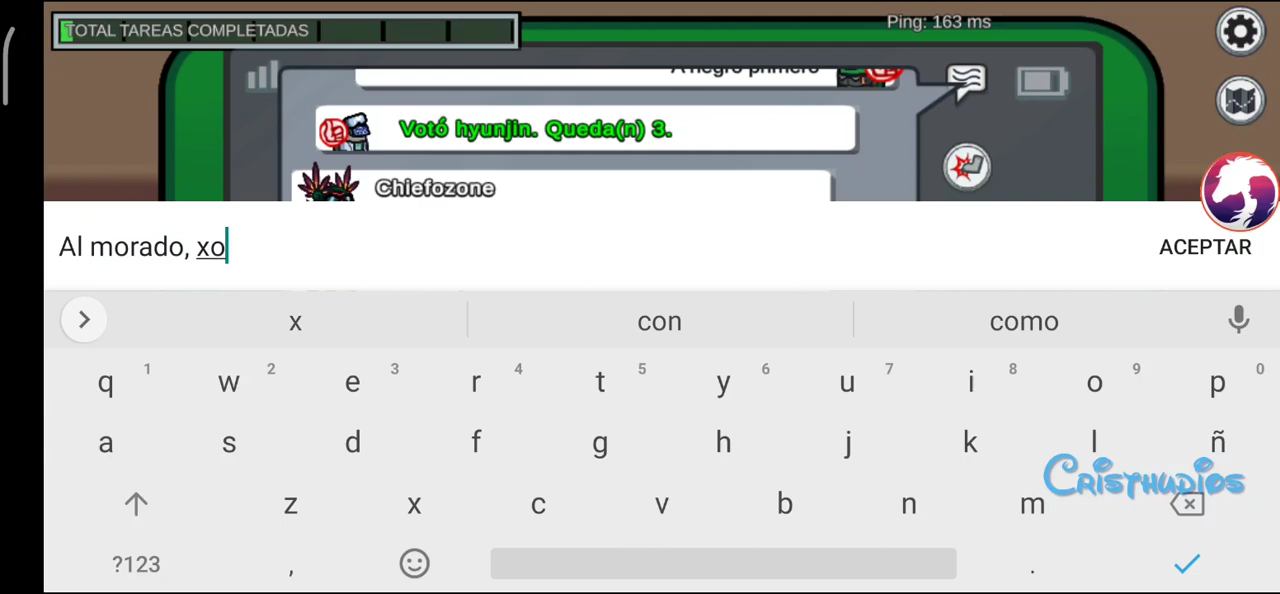 TOTAL TAREAS COMPLETADAS
Ping: 163 ms
A negro primero
Votó hyunjin. Queda(n) 3.
Chiefozone
Al morado, xo
ACEPTAR
x con como
q 1 w 2 e 3 r 4 t 5 y 6 u 7 i 8 o 9 p 0
a s d f g h j k l ñ
CRISTHUDIOS
z x c v b n m
?123 , .